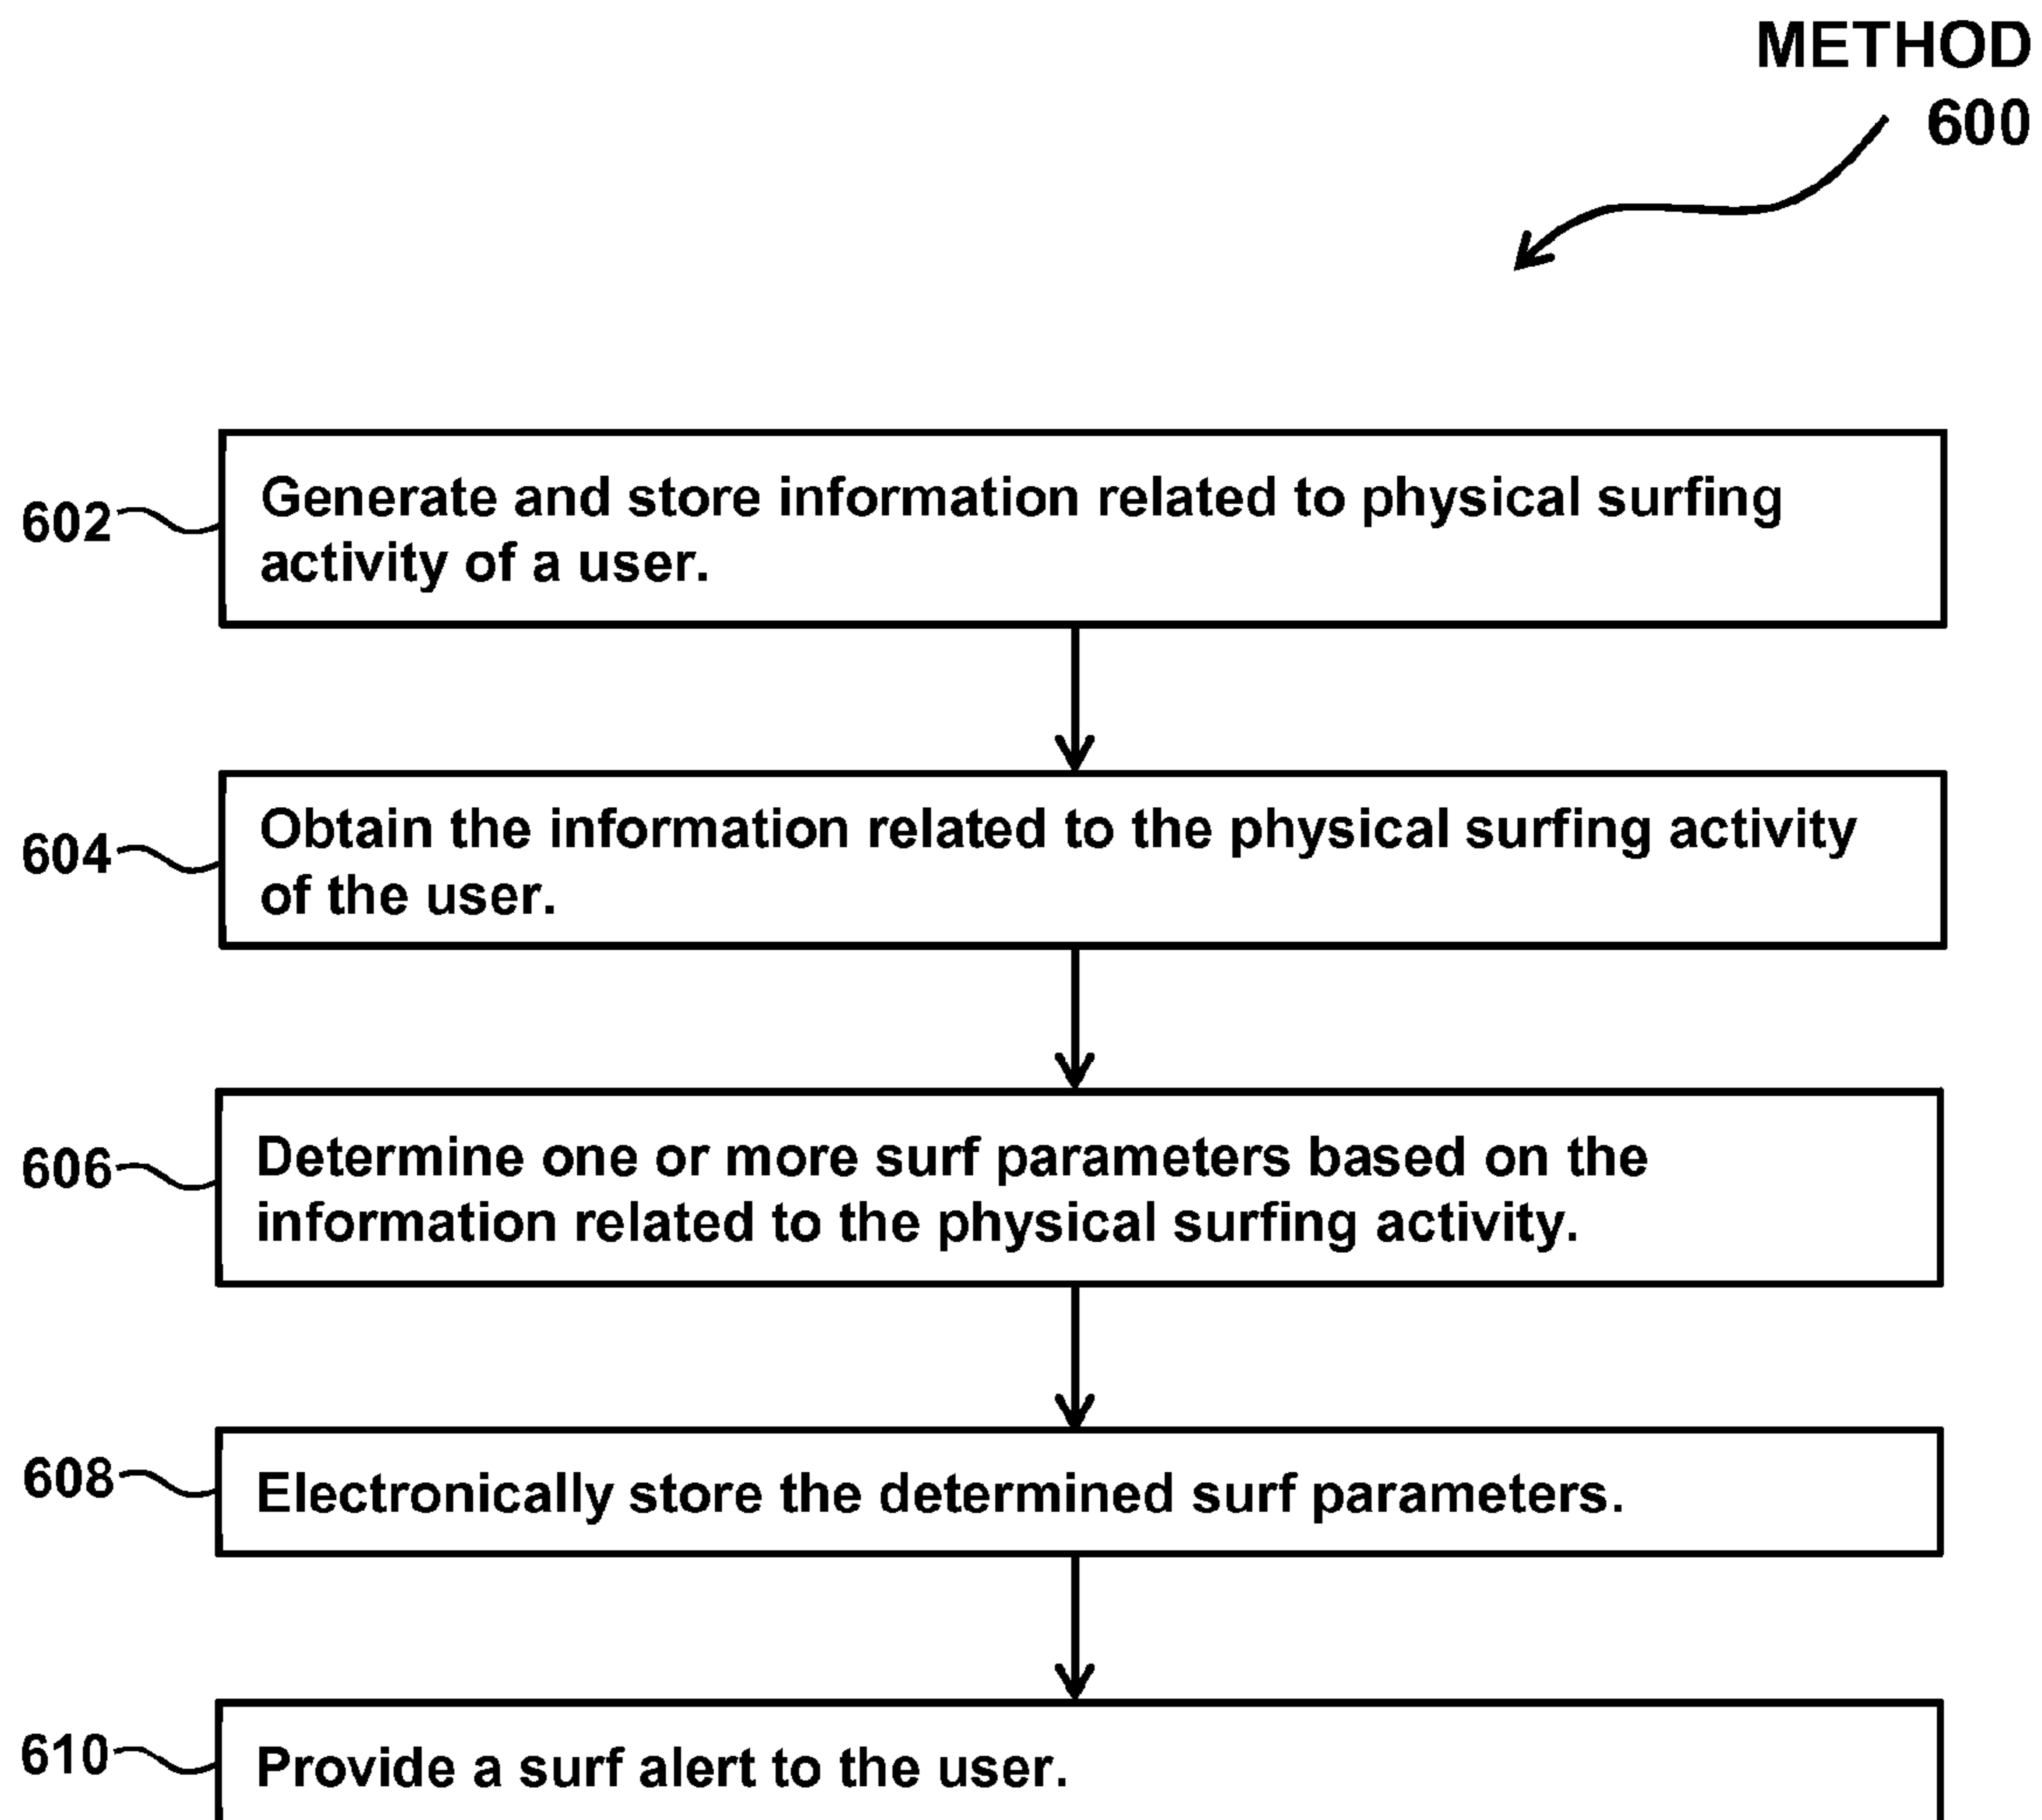 METHOD
600
602
Generate and store information related to physical surfing
activity of a user.
604
Obtain the information related to the physical surfing activity
of the user.
606
Determine one or more surf parameters based on the
information related to the physical surfing activity.
608
Electronically store the determined surf parameters.
610
Provide a surf alert to the user.